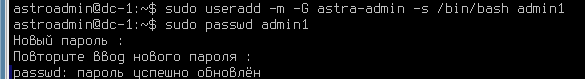 astroadmin@dc-1:~$ sudo useradd -m -G astra-admin -s /bin/bash admin1
astroadmin@dc-1:~$ sudo passwd admin1
Новый пароль :
Повторите ввод нового пароля :
passwd: пароль успешно обновлён